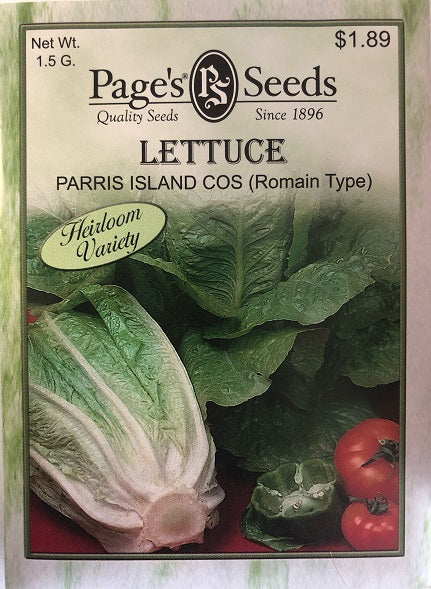 Net Wt.
1.5 G.
$1.89
Page's® PS Seeds
Quality Seeds Since 1896
LETTUCE
PARRIS ISLAND COS (Romain Type)
Heirloom
Variety